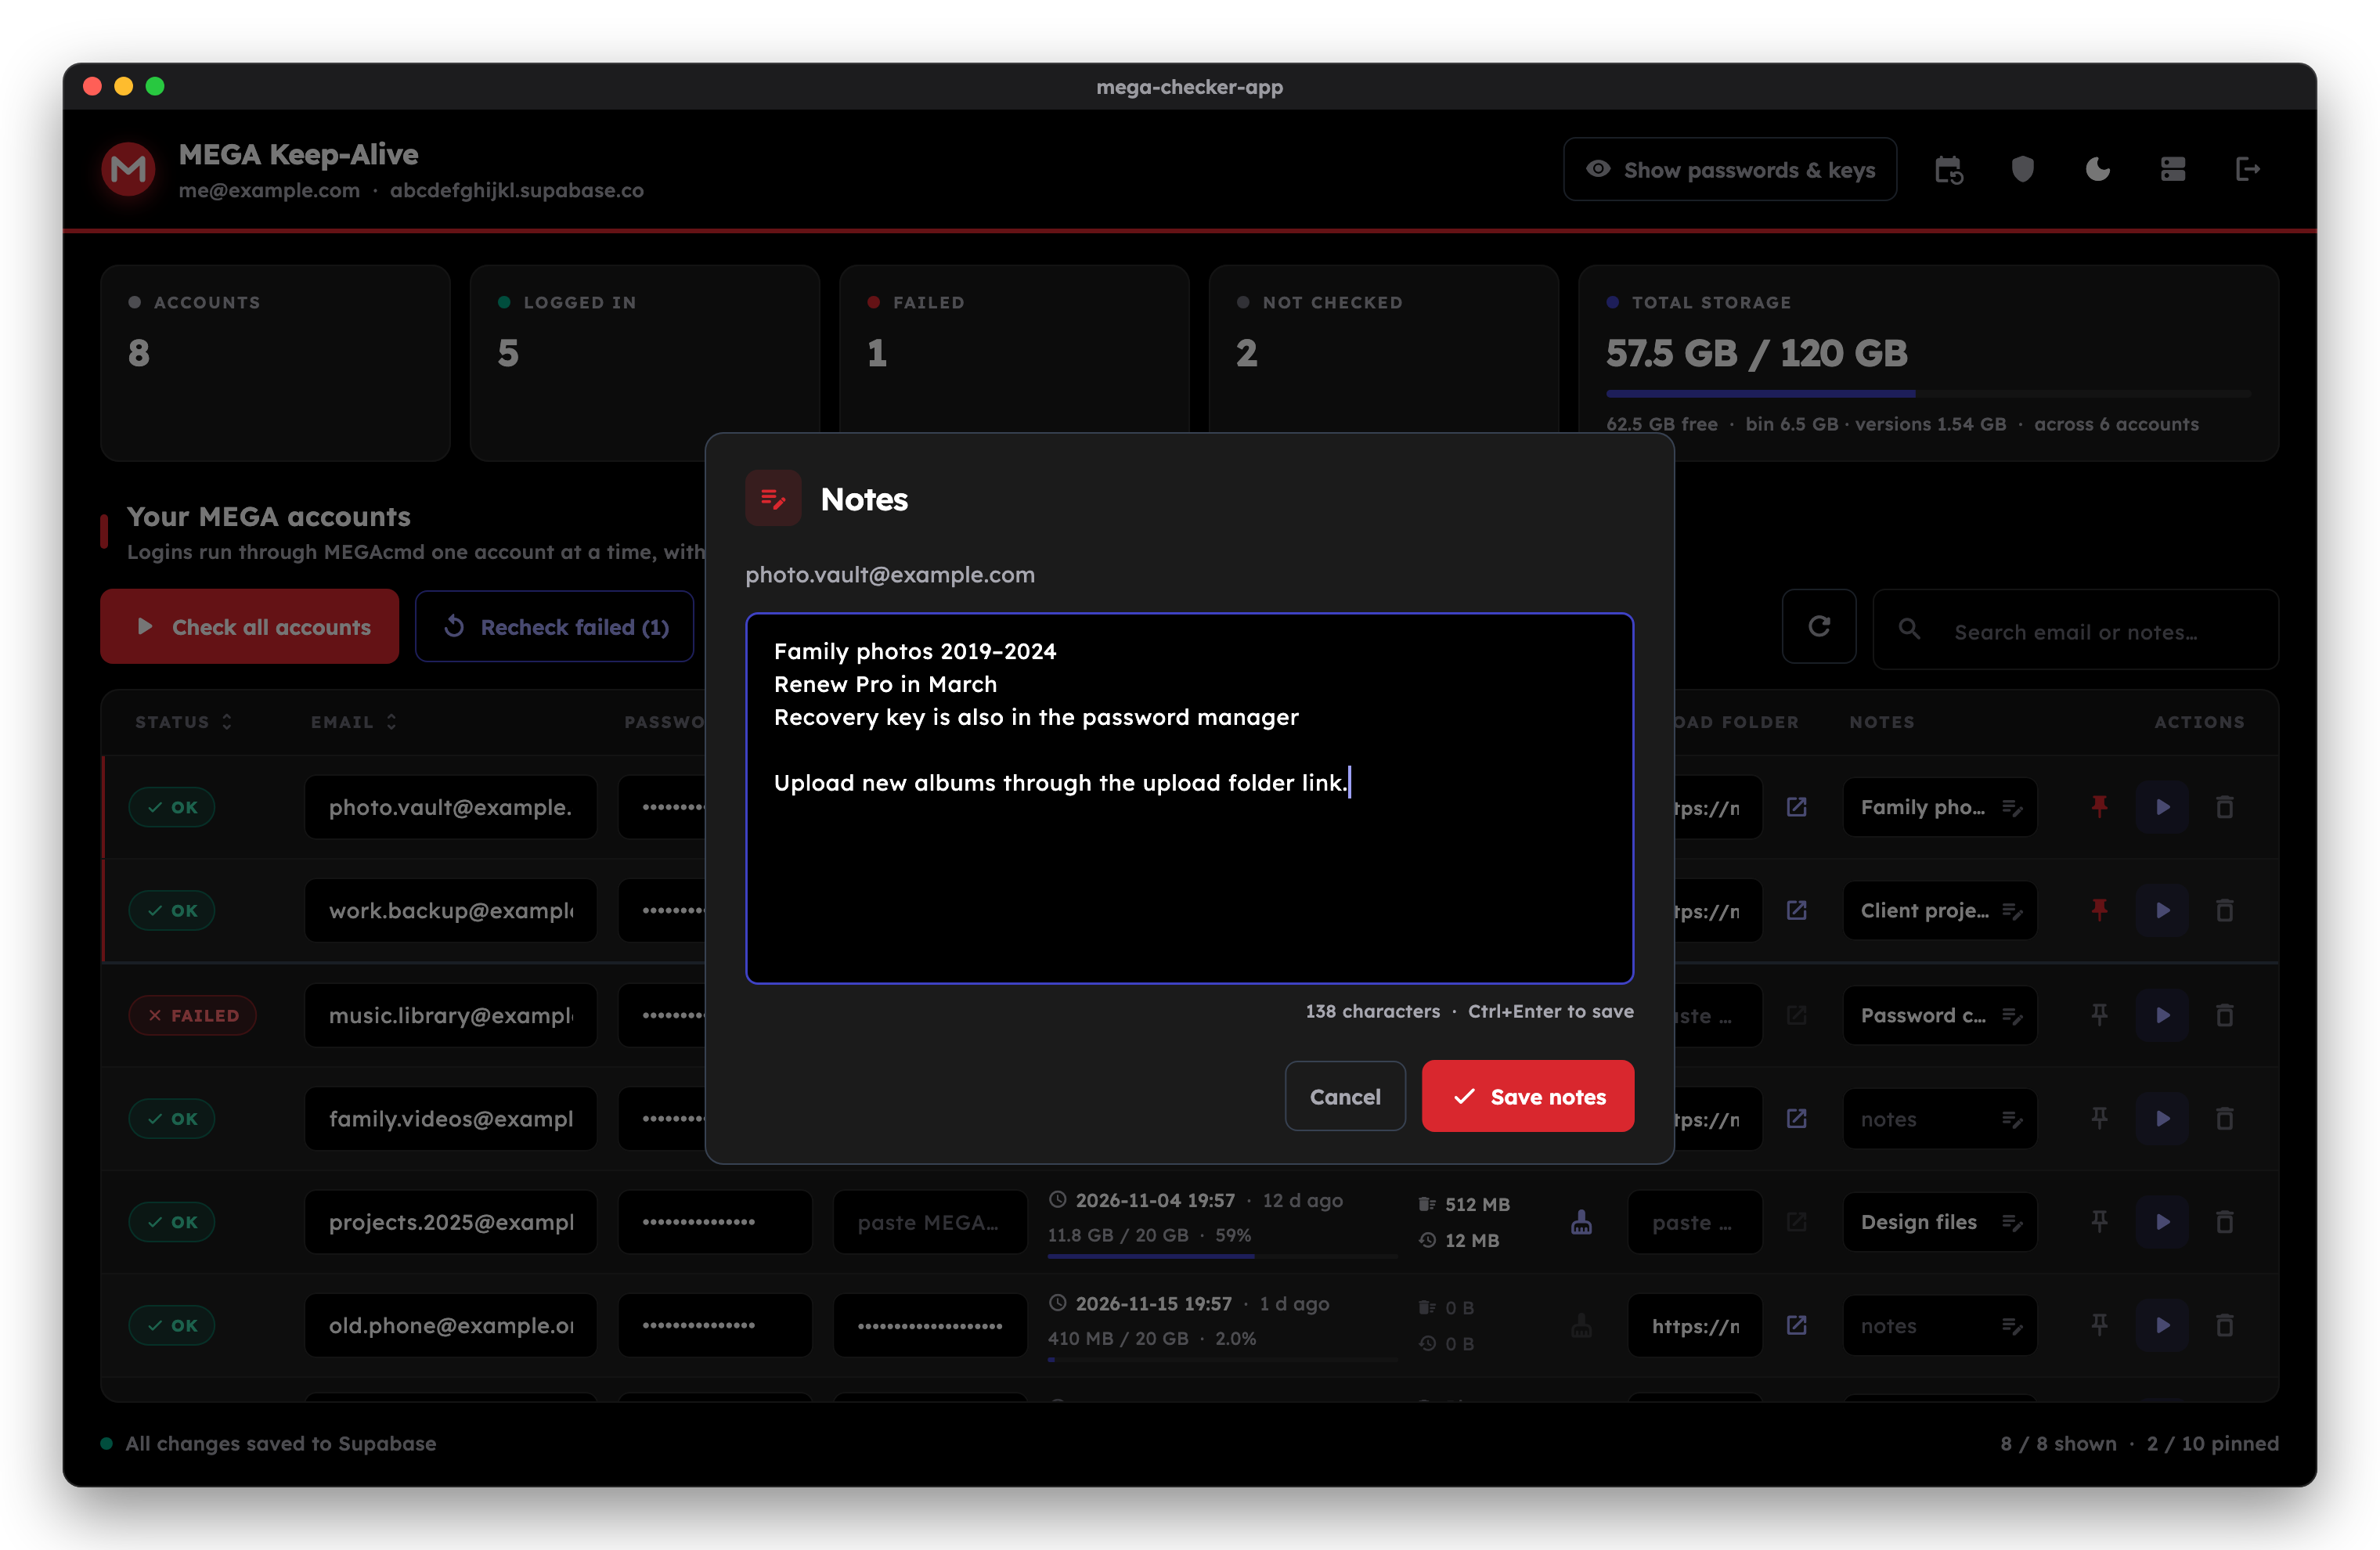 mega-checker-app
MEGA Keep-Alive
me@example.com · abcdefghijkl.supabase.co
Show passwords & keys
ACCOUNTS
8
LOGGED IN
5
FAILED
1
NOT CHECKED
2
TOTAL STORAGE
57.5 GB / 120 GB
62.5 GB free · bin 6.5 GB · versions 1.54 GB · across 6 accounts
Your MEGA accounts
Logins run through MEGAcmd one account at a time, with
Check all accounts
Recheck failed (1)
Search email or notes…
Notes
photo.vault@example.com
Family photos 2019–2024
Renew Pro in March
Recovery key is also in the password manager
Upload new albums through the upload folder link.
138 characters · Ctrl+Enter to save
Cancel
Save notes
STATUS EMAIL PASSWO OAD FOLDER NOTES ACTIONS
OK photo.vault@example. tps://n Family pho…
OK work.backup@example tps://n Client proje…
FAILED music.library@exampl ste … Password c…
OK family.videos@exampl tps://n notes
OK projects.2025@exampl paste MEGA… 2026-11-04 19:57 · 12 d ago 512 MB paste … Design files
11.8 GB / 20 GB · 59% 12 MB
OK old.phone@example.or 2026-11-15 19:57 · 1 d ago 0 B https://n notes
410 MB / 20 GB · 2.0% 0 B
All changes saved to Supabase
8 / 8 shown · 2 / 10 pinned